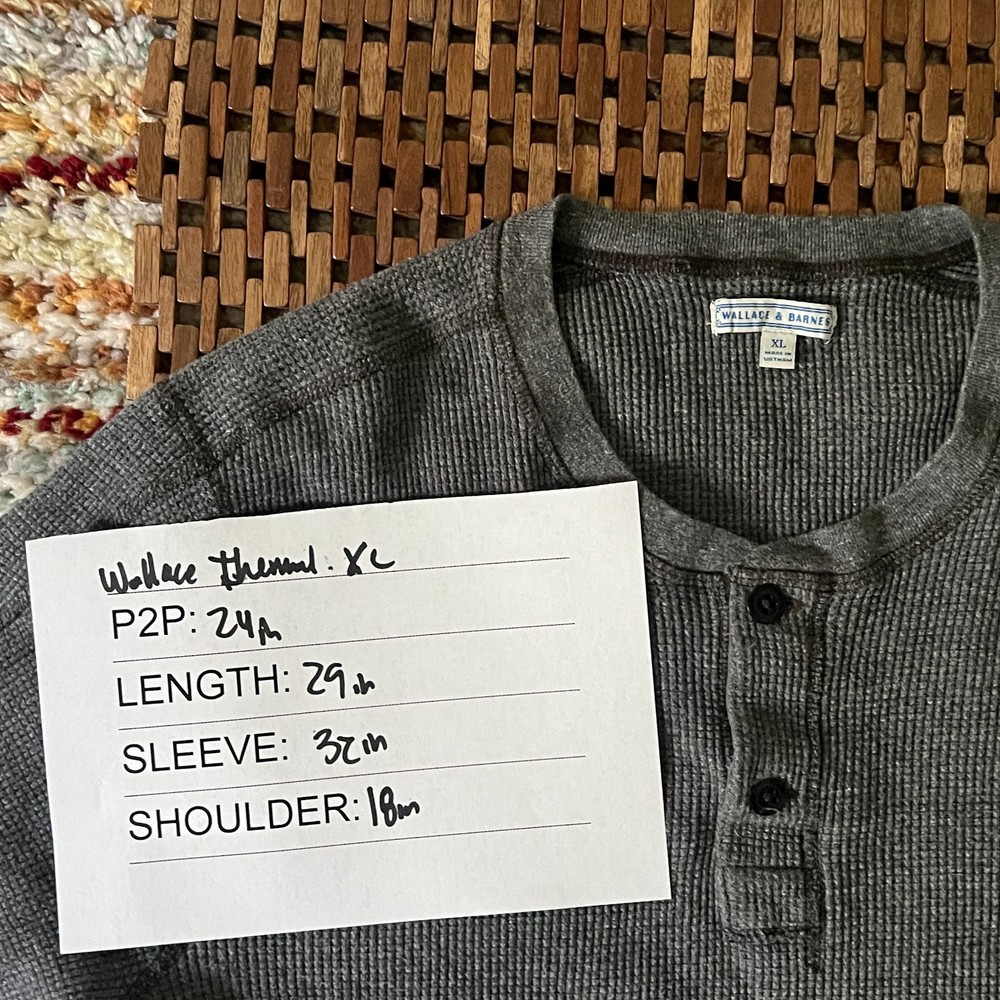 WALLACE & BARNES
XL
MADE IN
VIETNAM
Wallace thermal. XL
P2P: 24in
LENGTH: 29in
SLEEVE: 32in
SHOULDER: 18in